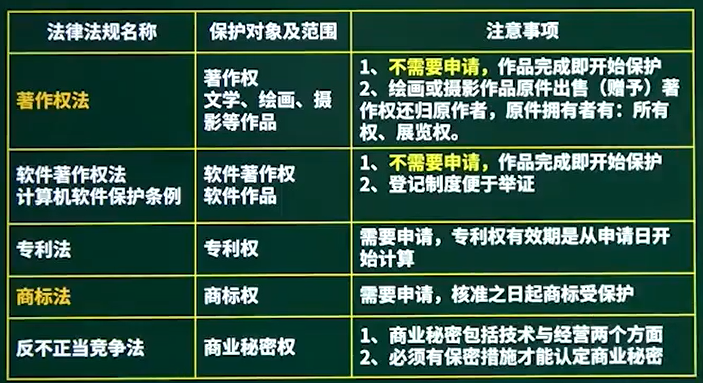 法律法规名称
保护对象及范围
注意事项
著作权法
著作权
文学、绘画、摄
影等作品
1、不需要申请，作品完成即开始保护
2、绘画或摄影作品原件出售（赠予）著
作权还归原作者，原件拥有者有：所有
权、展览权。
软件著作权法
计算机软件保护条例
软件著作权
软件作品
1、不需要申请，作品完成即开始保护
2、登记制度便于举证
专利法
专利权
需要申请，专利权有效期是从申请日开
始计算
商标法
商标权
需要申请，核准之日起商标受保护
反不正当竞争法
商业秘密权
1、商业秘密包括技术与经营两个方面
2、必须有保密措施才能认定商业秘密